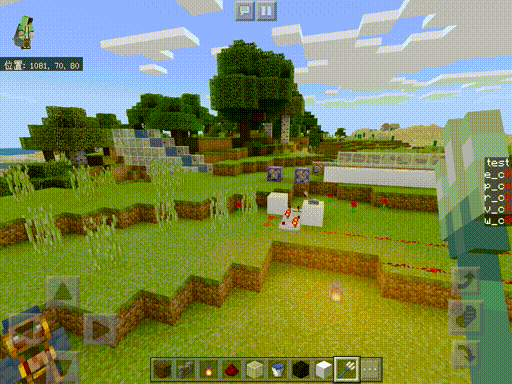 位置: 1081, 70, 80
test
e_c
p_c
r_c
v_c
w_c